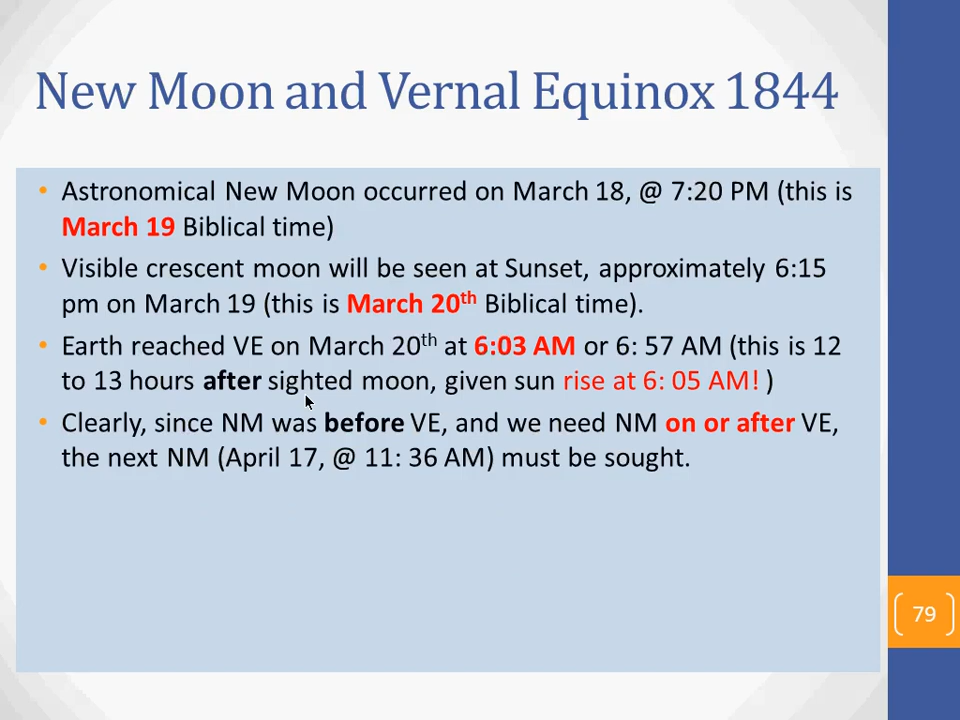 New Moon and Vernal Equinox 1844
• Astronomical New Moon occurred on March 18, @ 7:20 PM (this is
March 19 Biblical time)
• Visible crescent moon will be seen at Sunset, approximately 6:15
pm on March 19 (this is March 20th Biblical time).
• Earth reached VE on March 20th at 6:03 AM or 6: 57 AM (this is 12
to 13 hours after sighted moon, given sun rise at 6: 05 AM! )
• Clearly, since NM was before VE, and we need NM on or after VE,
the next NM (April 17, @ 11: 36 AM) must be sought.
79